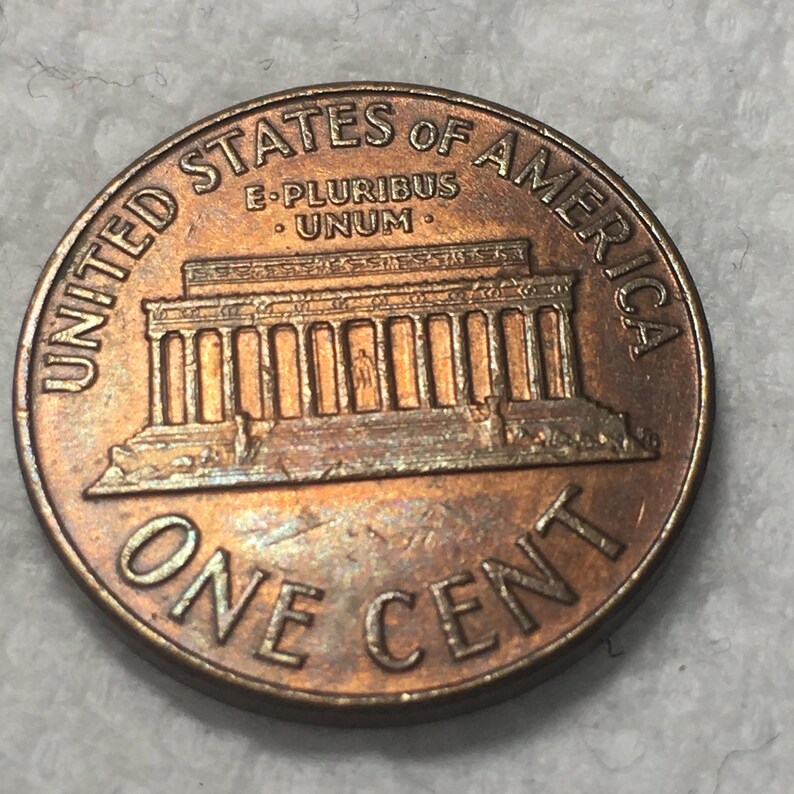 UNITED STATES OF AMERICA
E·PLURIBUS
·UNUM·
ONE CENT